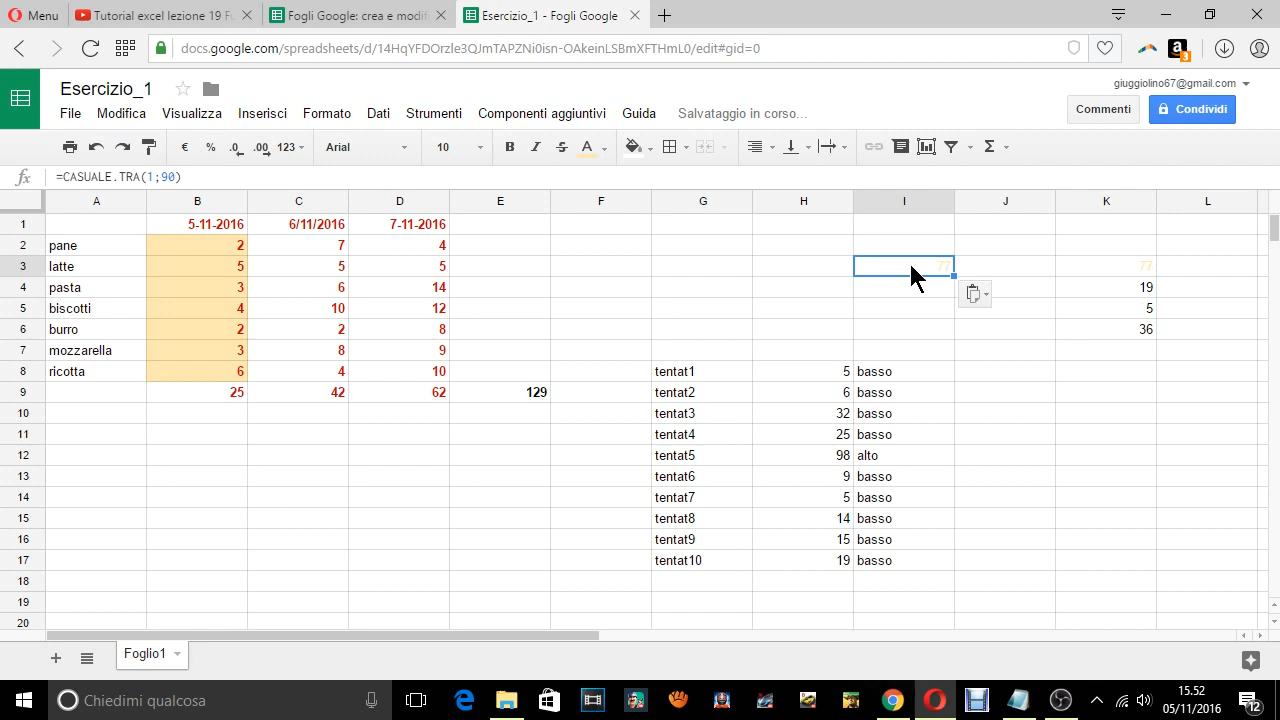 Menu Tutorial excel lezione 19 Fu Fogli Google: crea e modifi Esercizio_1 - Fogli Google
docs.google.com/spreadsheets/d/14HqYFDOrzIe3QJmTAPZNi0isn-OAkeinLSBmXFTHmL0/edit#gid=0 3
Esercizio_1 giuggiolino67@gmail.com
File Modifica Visualizza Inserisci Formato Dati Strumenti Componenti aggiuntivi Guida Salvataggio in corso... Commenti Condividi
€ % .0 .00 123 Arial 10 B I S A Σ
fx =CASUALE.TRA(1;90)
A B C D E F G H I J K L
1 5-11-2016 6/11/2016 7-11-2016
2 pane 2 7 4
3 latte 5 5 5 77 77
4 pasta 3 6 14 19
5 biscotti 4 10 12 5
6 burro 2 2 8 36
7 mozzarella 3 8 9
8 ricotta 6 4 10 tentat1 5 basso
9 25 42 62 129 tentat2 6 basso
10 tentat3 32 basso
11 tentat4 25 basso
12 tentat5 98 alto
13 tentat6 9 basso
14 tentat7 5 basso
15 tentat8 14 basso
16 tentat9 15 basso
17 tentat10 19 basso
18
19
20
Foglio1
Chiedimi qualcosa 15.52
05/11/2016 12